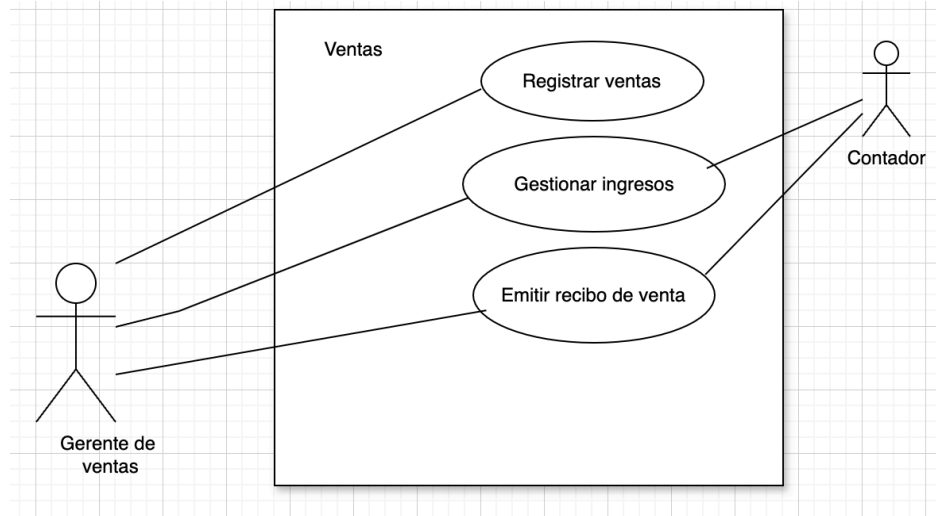 Ventas
Registrar ventas
Gestionar ingresos
Emitir recibo de venta
Contador
Gerente de
ventas